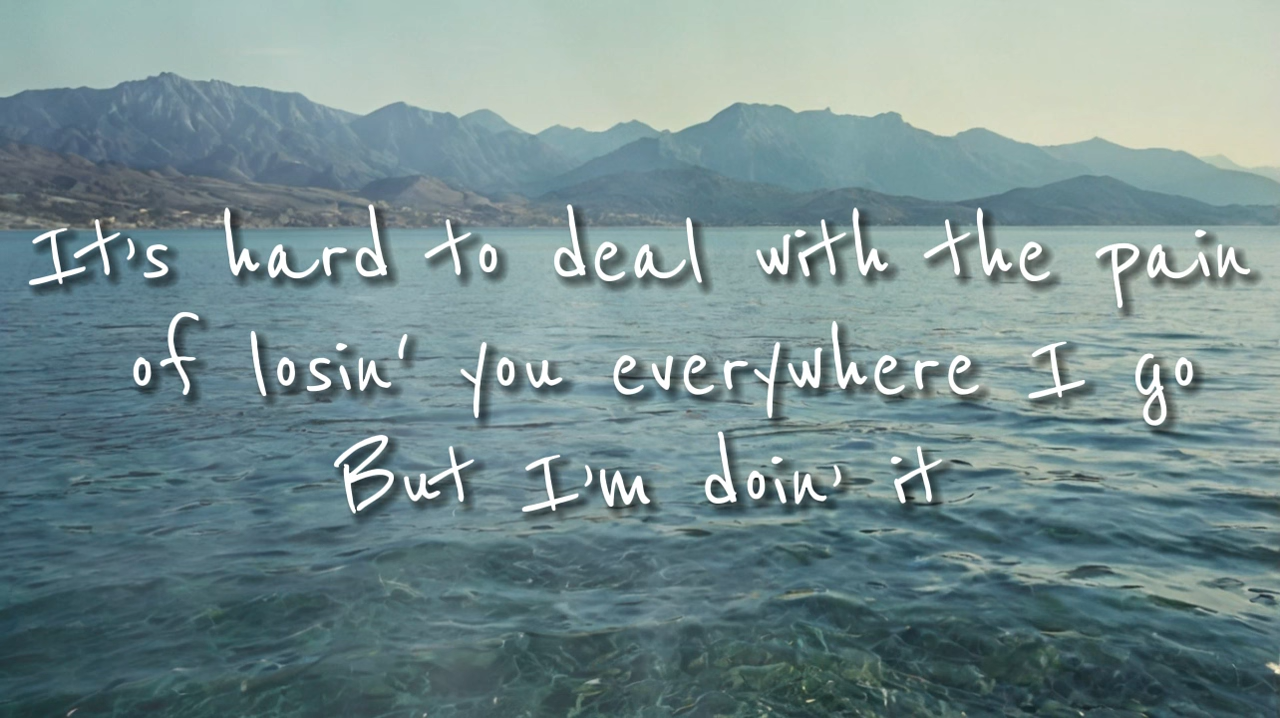 It's hard to deal with the pain
of losin' you everywhere I go
But I'm doin' it